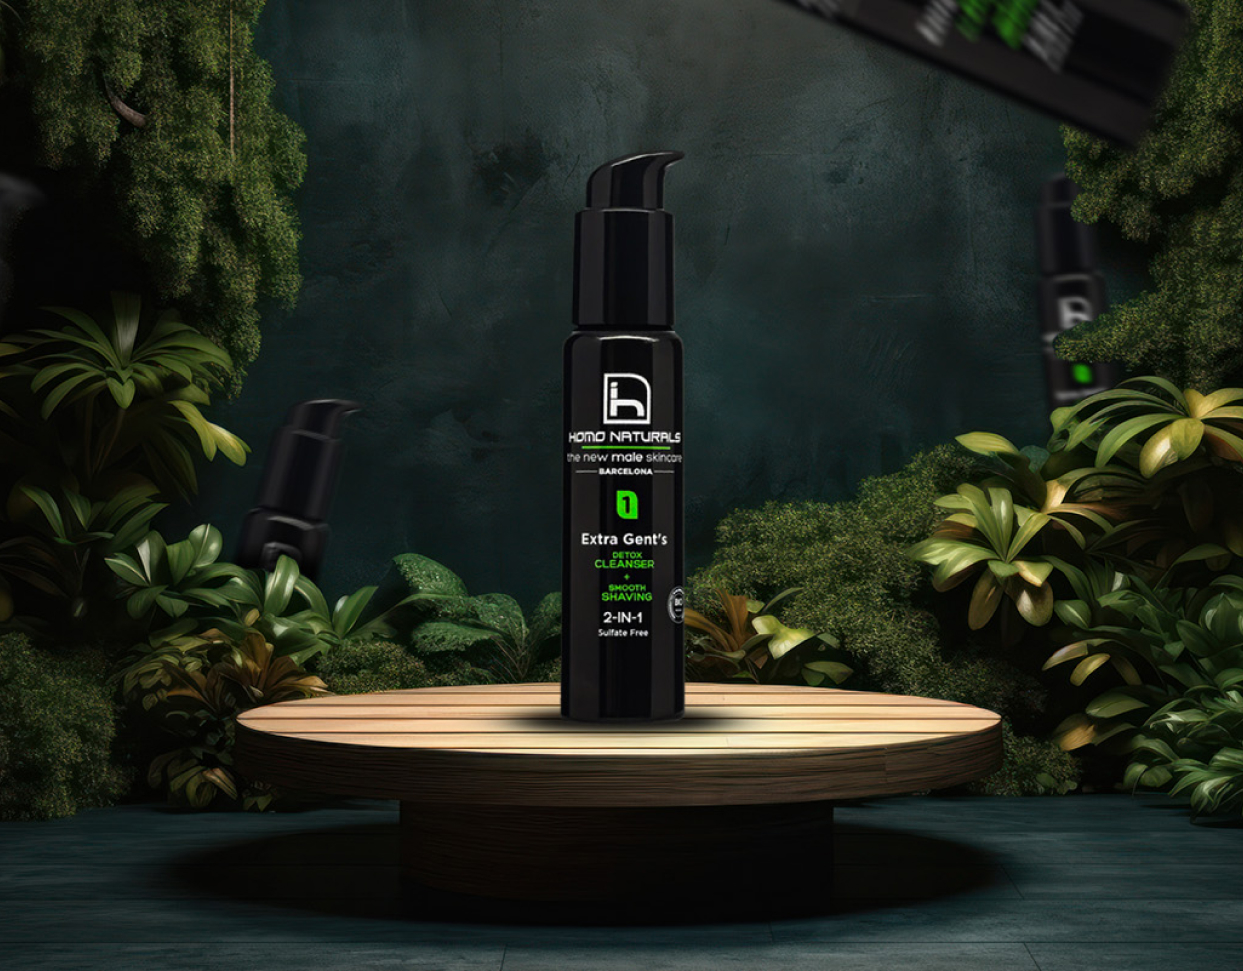 HOMO NATURALS
the new male skincare
BARCELONA
1
Extra Gent's
DETOX
CLEANSER
+
SMOOTH
SHAVING
2-IN-1
Sulfate Free
BIO